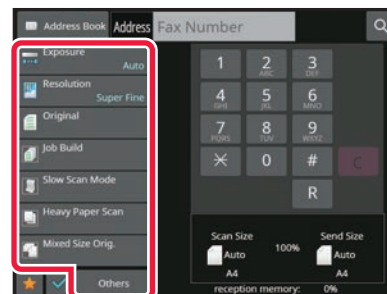 Address Book Address Fax Number
Exposure
Auto
Resolution
Super Fine
Original
Job Build
Slow Scan Mode
Heavy Paper Scan
Mixed Size Orig.
Others
1 2 3
ABC DEF
4 5 6
GHI JKL MNO
7 8 9
PQRS TUV WXYZ
0 #
C
R
Scan Size Send Size
Auto 100% Auto
A4 A4
reception memory: 0%